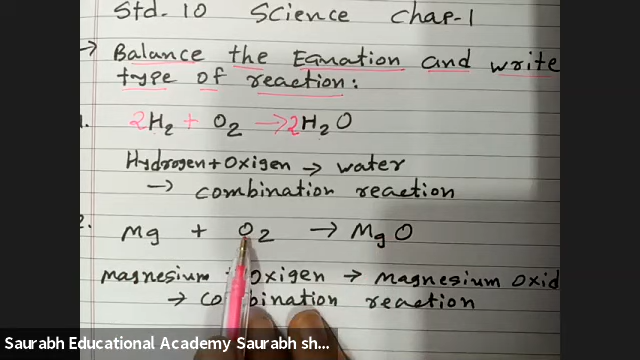 Std. 10 Science Chap-1
→ Balance the Eqnation and write
type of reaction:
1. 2H2 + O2 → 2H2O
Hydrogen + Oxigen → water
→ combination reaction
2. Mg + O2 → MgO
magnesium + Oxigen → magnesium Oxid
→ combination reaction
Saurabh Educational Academy Saurabh sh...